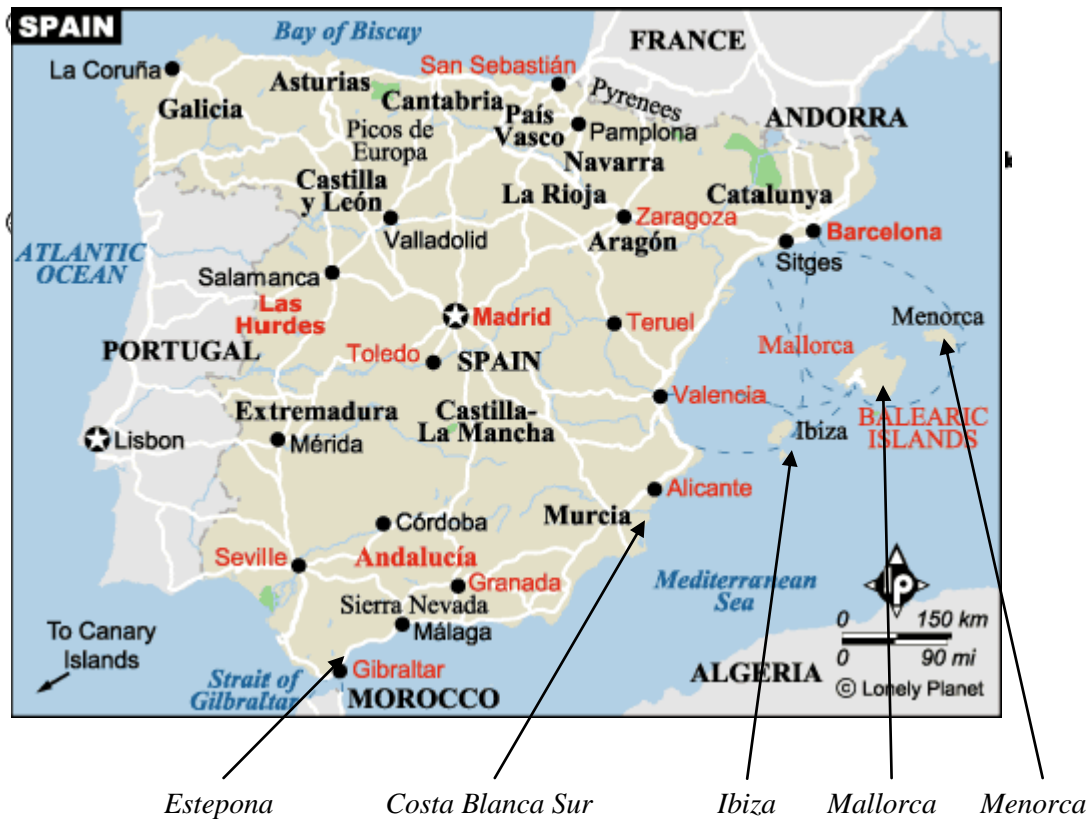 SPAIN
Bay of Biscay
FRANCE
La Coruña
San Sebastián
Asturias
Cantabria
Pyrenees
Galicia
País
Vasco
ANDORRA
Picos de
Europa
Pamplona
Navarra
Castilla
y León
La Rioja
Catalunya
Zaragoza
Valladolid
Aragón
Barcelona
ATLANTIC
OCEAN
Sitges
Salamanca
Las
Hurdes
Madrid
Teruel
Menorca
PORTUGAL
Toledo
SPAIN
Mallorca
Valencia
Extremadura
Castilla-
La Mancha
BALEARIC
ISLANDS
Ibiza
Lisbon
Mérida
Alicante
Murcia
Córdoba
Seville
Andalucía
Granada
Mediterranean
Sea
Sierra Nevada
Málaga
0 150 km
0 90 mi
To Canary
Islands
Gibraltar
Strait of
Gilbraltar
MOROCCO
ALGERIA
© Lonely Planet
lp
Estepona Costa Blanca Sur Ibiza Mallorca Menorca